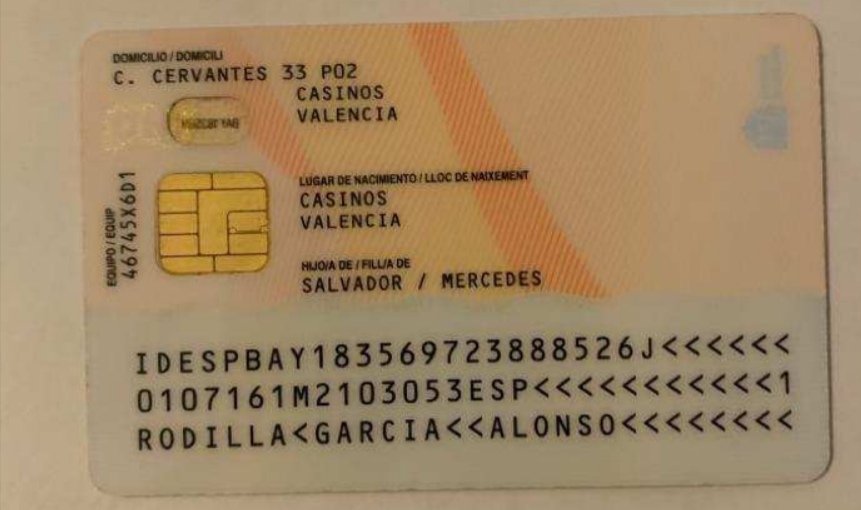 DOMICILIO / DOMICILI
C. CERVANTES 33 P02
CASINOS
VALENCIA
LUGAR DE NACIMIENTO / LLOC DE NAIXEMENT
CASINOS
VALENCIA
EQUIPO / EQUIP
46745X6D1
HIJO/A DE / FILL/A DE
SALVADOR / MERCEDES
IDESPBAY183569723888526J<<<<<<
0107161M2103053ESP<<<<<<<<<<<1
RODILLA<GARCIA<<ALONSO<<<<<<<<